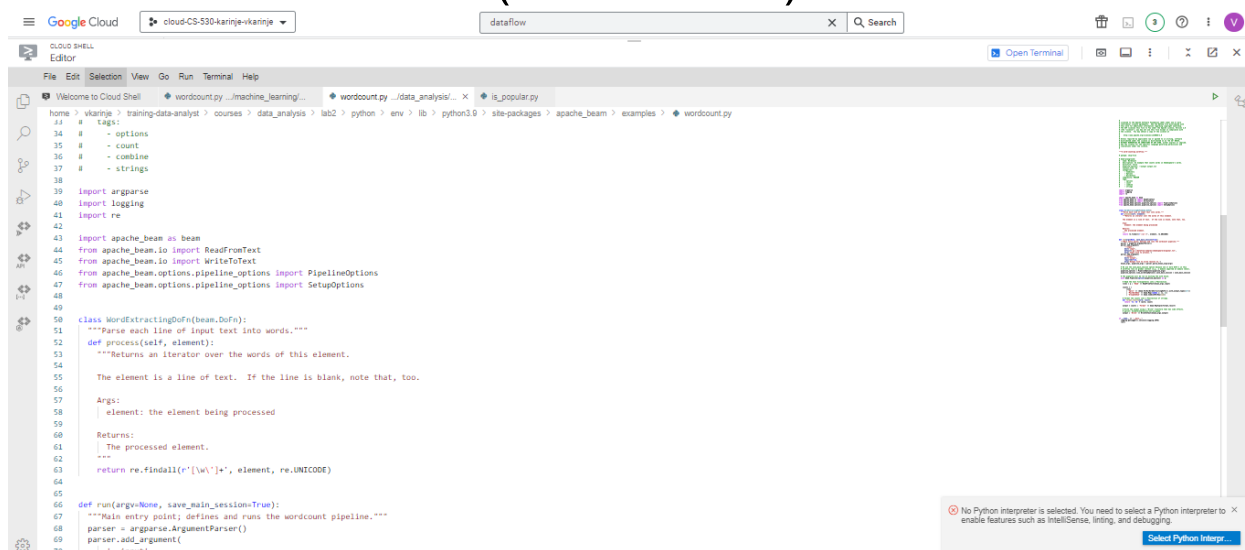 Google Cloud
cloud-CS-530-karinje-vkarinje
dataflow
Search
3
V
CLOUD SHELL
Editor
Open Terminal
File Edit Selection View Go Run Terminal Help
Welcome to Cloud Shell
wordcount.py .../machine_learning/...
wordcount.py .../data_analysis/...
is_popular.py
home > vkarinje > training-data-analyst > courses > data_analysis > lab2 > python > env > lib > python3.9 > site-packages > apache_beam > examples > wordcount.py
33 # tags:
34 # - options
35 # - count
36 # - combine
37 # - strings
38
39 import argparse
40 import logging
41 import re
42
43 import apache_beam as beam
44 from apache_beam.io import ReadFromText
45 from apache_beam.io import WriteToText
46 from apache_beam.options.pipeline_options import PipelineOptions
47 from apache_beam.options.pipeline_options import SetupOptions
48
49
50 class WordExtractingDoFn(beam.DoFn):
51 """Parse each line of input text into words."""
52 def process(self, element):
53 """Returns an iterator over the words of this element.
54
55 The element is a line of text.  If the line is blank, note that, too.
56
57 Args:
58 element: the element being processed
59
60 Returns:
61 The processed element.
62 """
63 return re.findall(r'[\w\']+', element, re.UNICODE)
64
65
66 def run(argv=None, save_main_session=True):
67 """Main entry point; defines and runs the wordcount pipeline."""
68 parser = argparse.ArgumentParser()
69 parser.add_argument(
API
No Python interpreter is selected. You need to select a Python interpreter to
enable features such as IntelliSense, linting, and debugging.
Select Python Interpr...